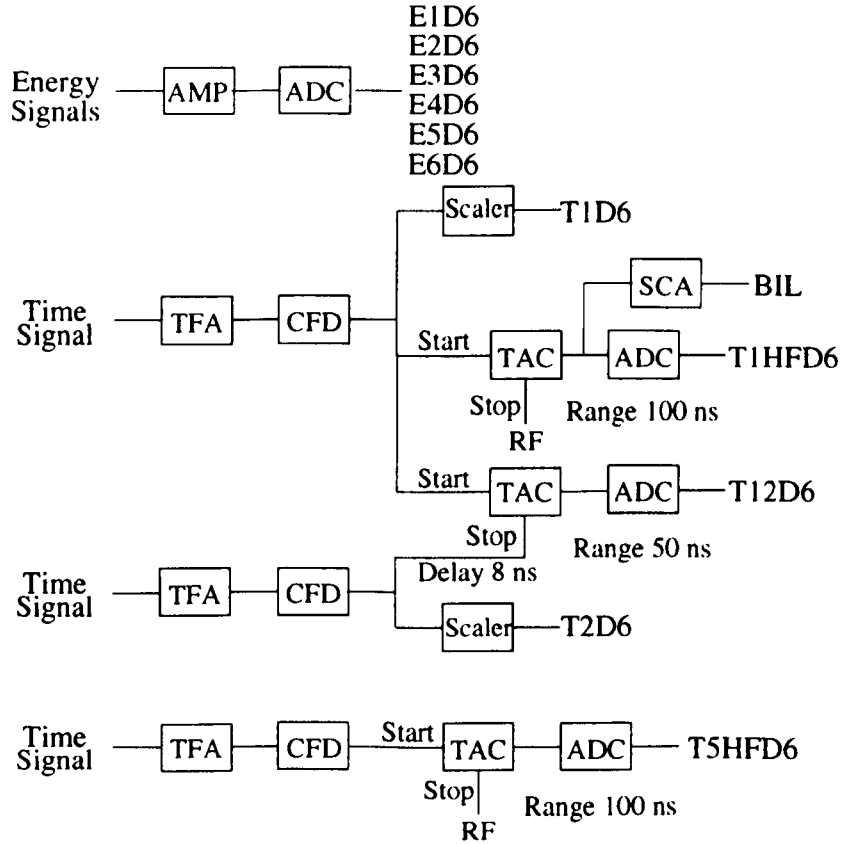 E1D6
E2D6
E3D6
E4D6
E5D6
E6D6
Energy
Signals
AMP
ADC
Scaler
T1D6
SCA
BIL
Time
Signal
TFA
CFD
Start
TAC
ADC
T1HFD6
Stop
Range 100 ns
RF
Start
TAC
ADC
T12D6
Stop
Range 50 ns
Delay 8 ns
Time
Signal
TFA
CFD
Scaler
T2D6
Time
Signal
TFA
CFD
Start
TAC
ADC
T5HFD6
Stop
Range 100 ns
RF